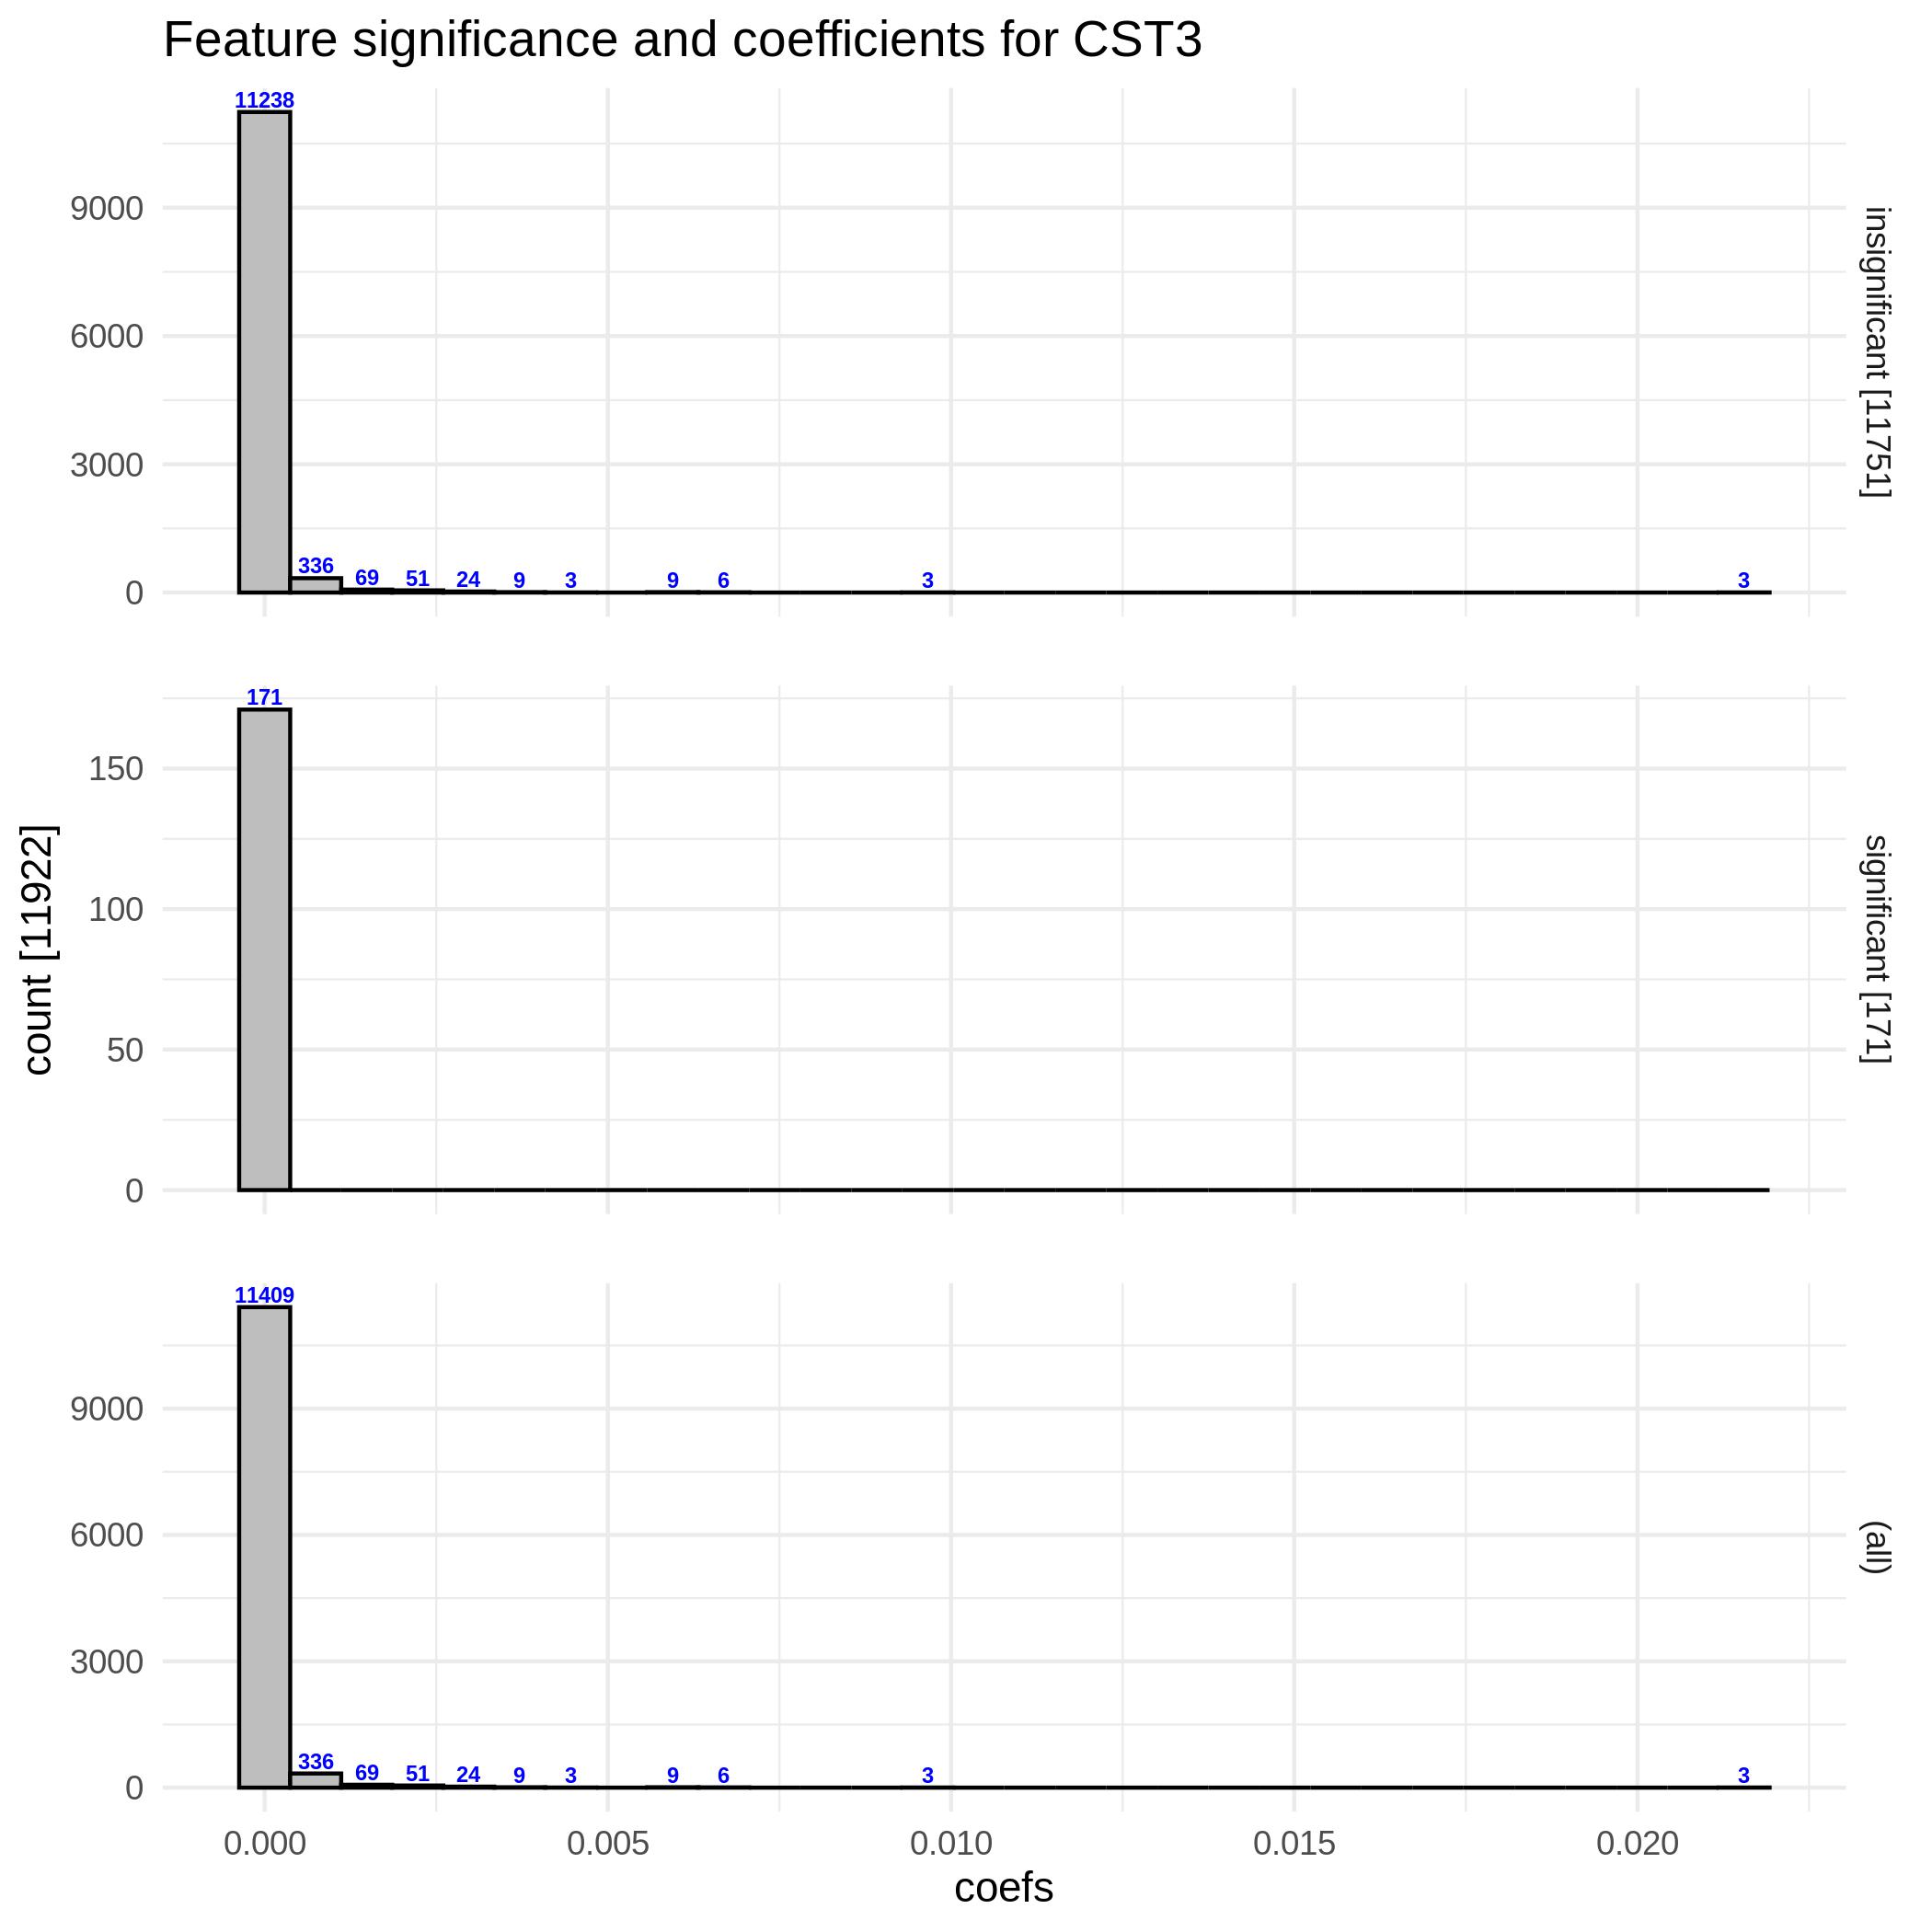 Feature significance and coefficients for CST3
11238
9000
6000
3000
336 69 51 24 9 3 9 6 3 3
0
insignificant [11751]
171
150
100
50
0
significant [171]
count [11922]
11409
9000
6000
3000
336 69 51 24 9 3 9 6 3 3
0
(all)
0.000 0.005 0.010 0.015 0.020
coefs